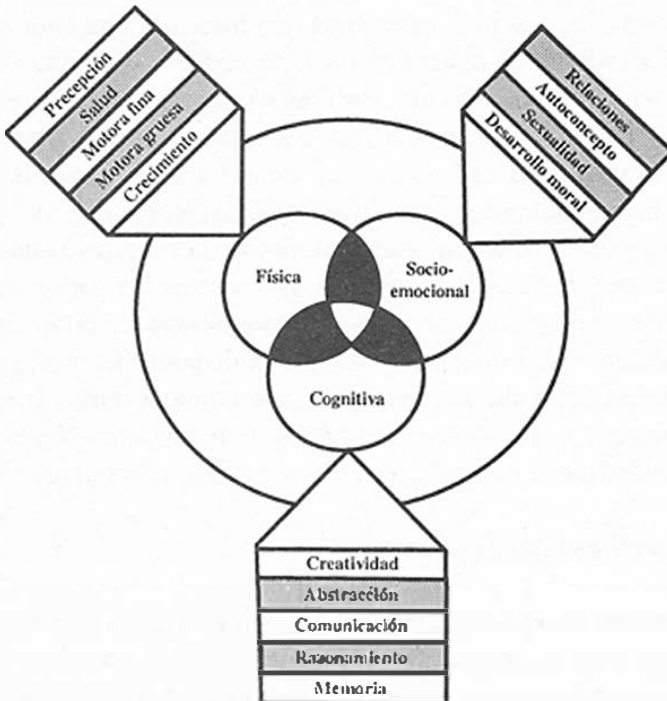 Precepción
Salud
Motora fina
Motora gruesa
Crecimiento
Relaciones
Autoconcepto
Sexualidad
Desarrollo moral
Física
Socio-
emocional
Cognitiva
Creatividad
Abstracción
Comunicación
Razonamiento
Memoria